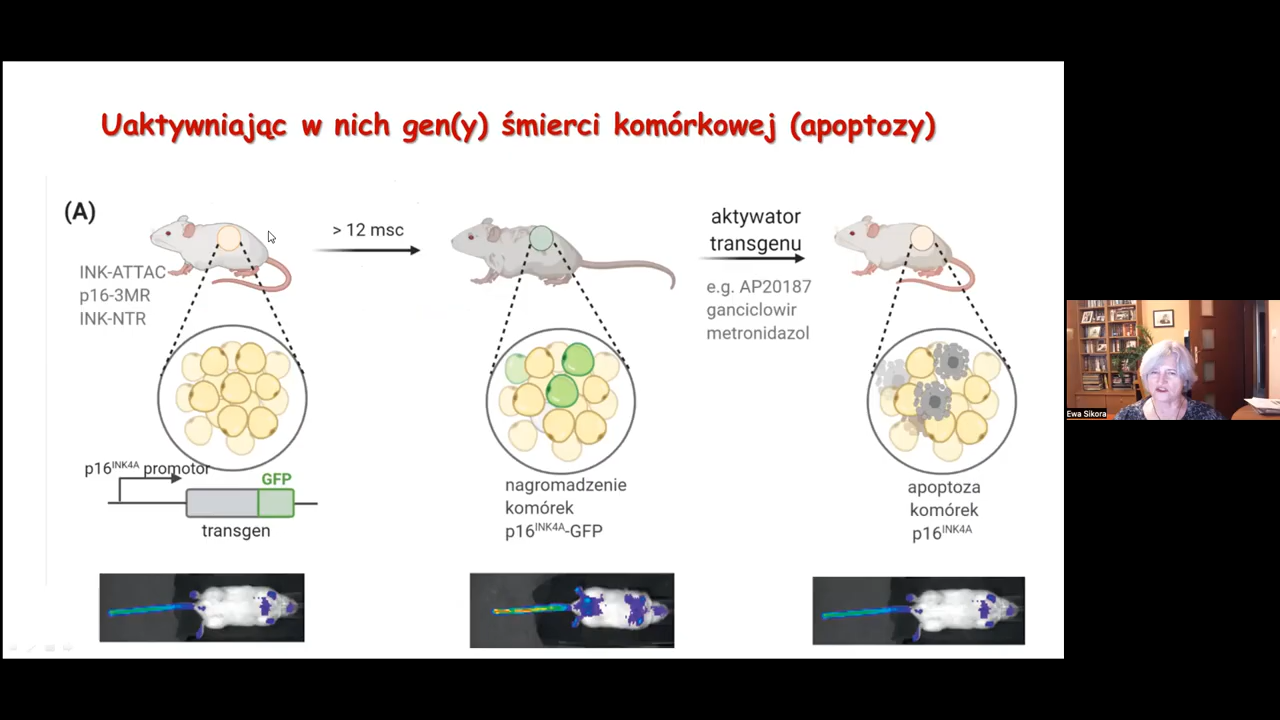 Uaktywniając w nich gen(y) śmierci komórkowej (apoptozy)
(A)
INK-ATTAC
p16-3MR
INK-NTR
> 12 msc
aktywator
transgenu
e.g. AP20187
ganciclowir
metronidazol
p16INK4A promotor
GFP
transgen
nagromadzenie
komórek
p16INK4A-GFP
apoptoza
komórek
p16INK4A
Ewa Sikora